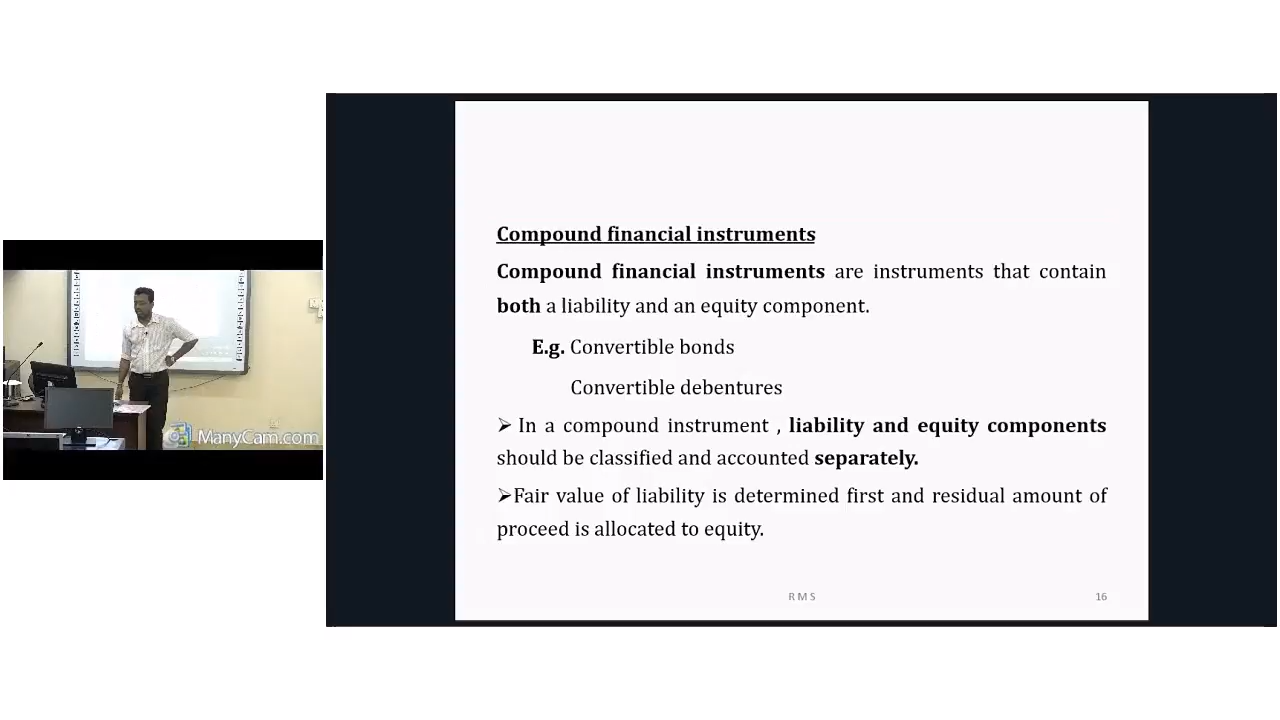 Compound financial instruments
Compound financial instruments are instruments that contain
both a liability and an equity component.
E.g. Convertible bonds
Convertible debentures
➢ In a compound instrument , liability and equity components
should be classified and accounted separately.
➢Fair value of liability is determined first and residual amount of
proceed is allocated to equity.
R M S
16
ManyCam.com